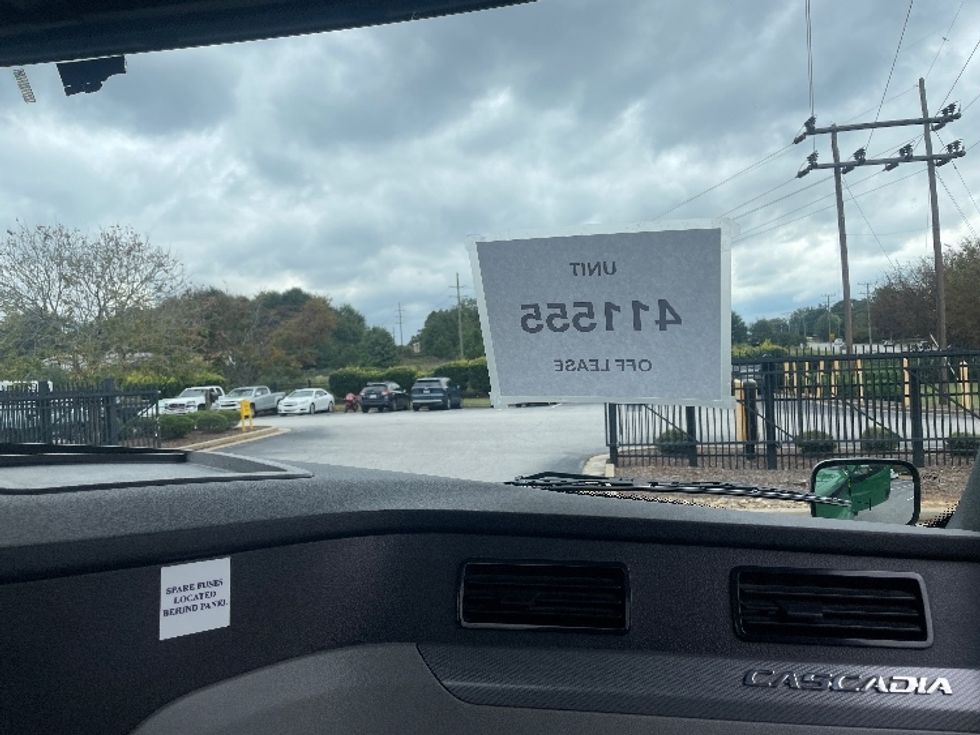 UNIT
411555
OFF LEASE
SPARE FUSES
LOCATED
BEHIND PANEL
CASCADIA